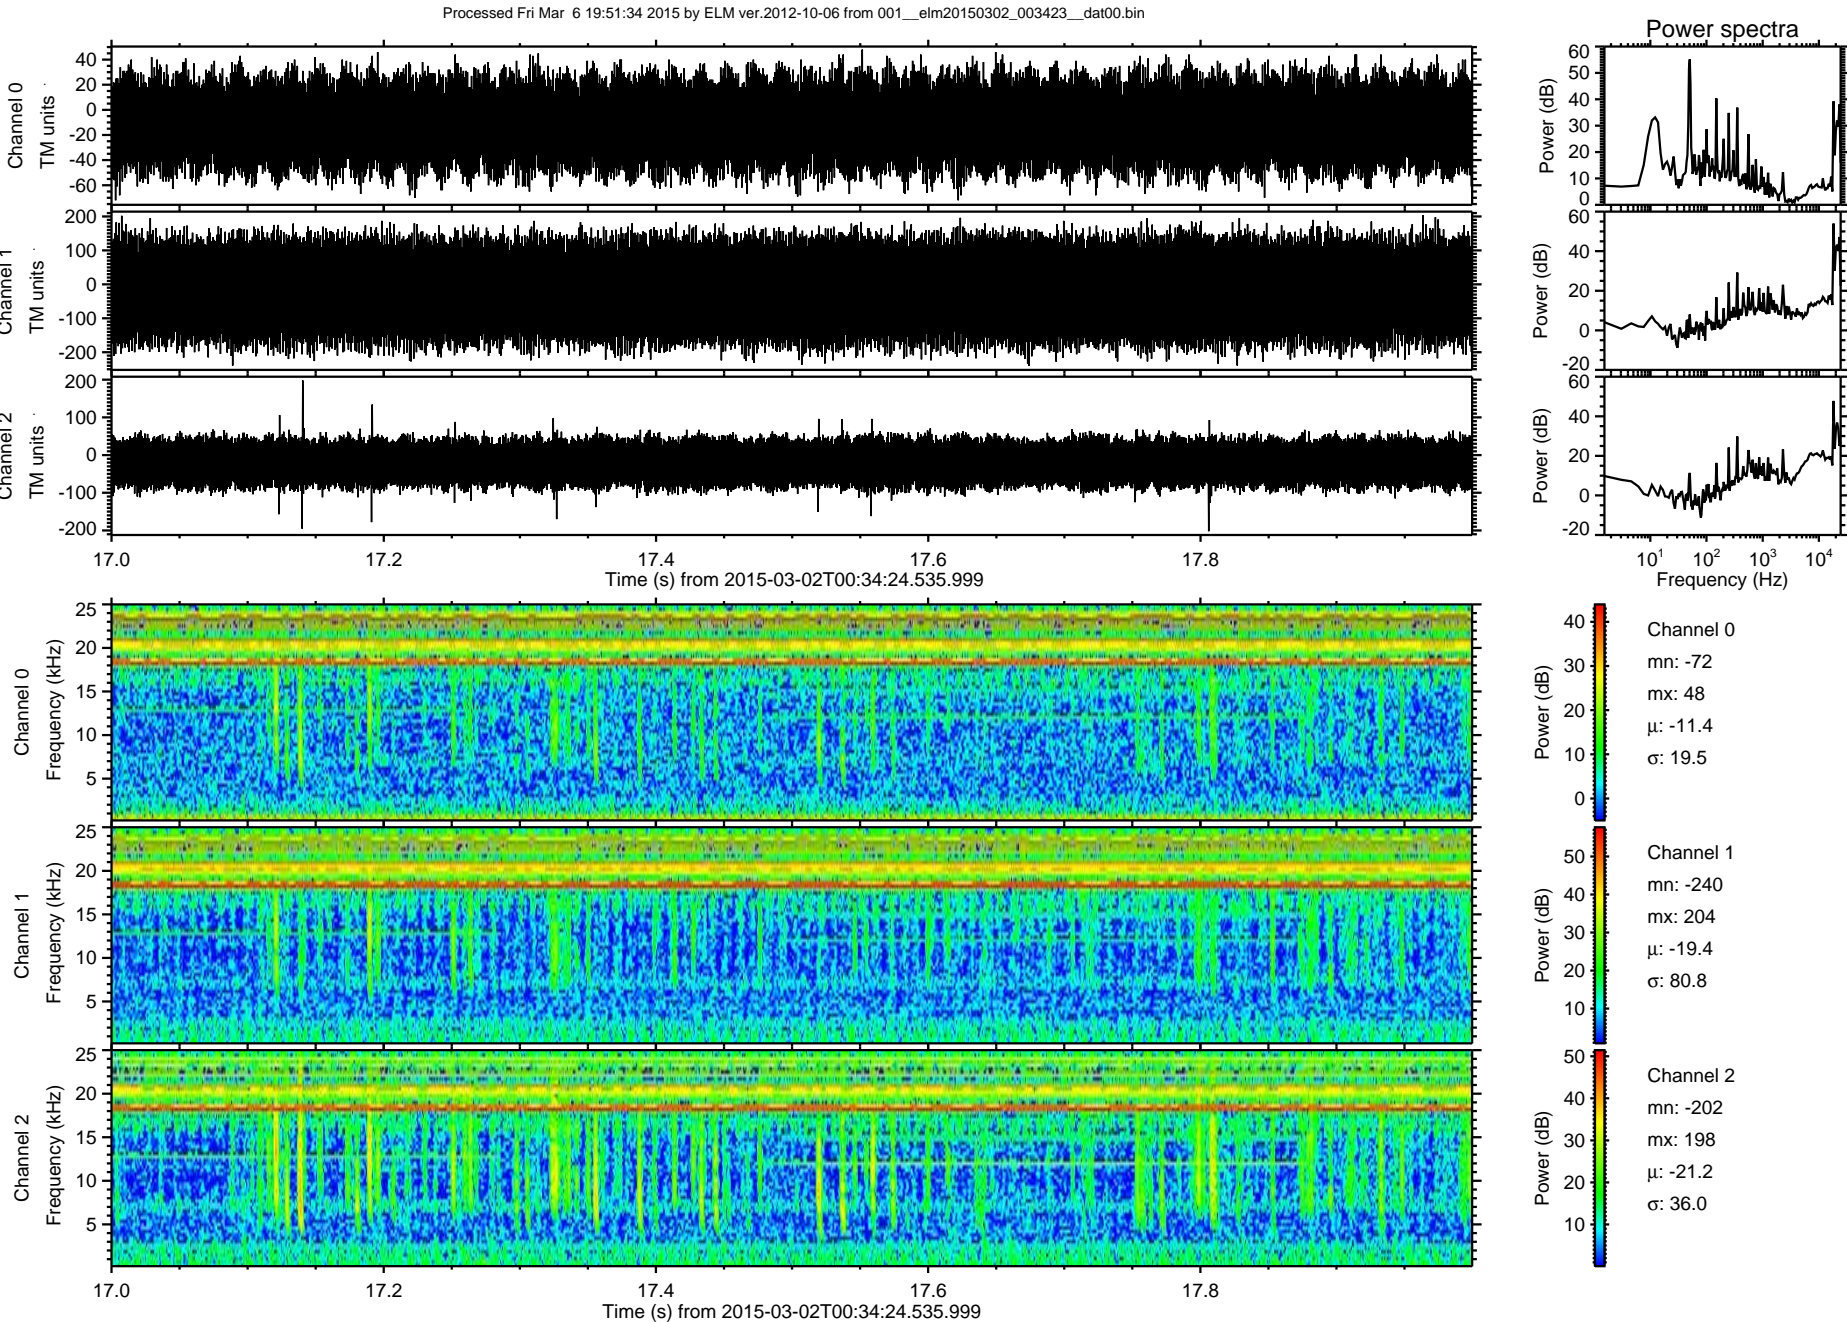 Processed Fri Mar  6 19:51:34 2015 by ELM ver.2012-10-06 from 001__elm20150302_003423__dat00.bin
Power spectra
Channel 0
TM units
40
20
0
-20
-40
-60
Power (dB)
60
50
40
30
20
10
0
Channel 1
TM units
200
100
0
-100
-200
Power (dB)
60
40
20
0
-20
Channel 2
TM units
200
100
0
-100
-200
Power (dB)
60
40
20
0
-20
17.0 17.2 17.4 17.6 17.8
Time (s) from 2015-03-02T00:34:24.535.999
10¹ 10² 10³ 10⁴
Frequency (Hz)
Channel 0
Frequency (kHz)
25
20
15
10
5
Power (dB)
40
30
20
10
0
Channel 0
mn: -72
mx: 48
μ: -11.4
σ: 19.5
Channel 1
Frequency (kHz)
25
20
15
10
5
Power (dB)
50
40
30
20
10
Channel 1
mn: -240
mx: 204
μ: -19.4
σ: 80.8
Channel 2
Frequency (kHz)
25
20
15
10
5
Power (dB)
50
40
30
20
10
Channel 2
mn: -202
mx: 198
μ: -21.2
σ: 36.0
17.0 17.2 17.4 17.6 17.8
Time (s) from 2015-03-02T00:34:24.535.999